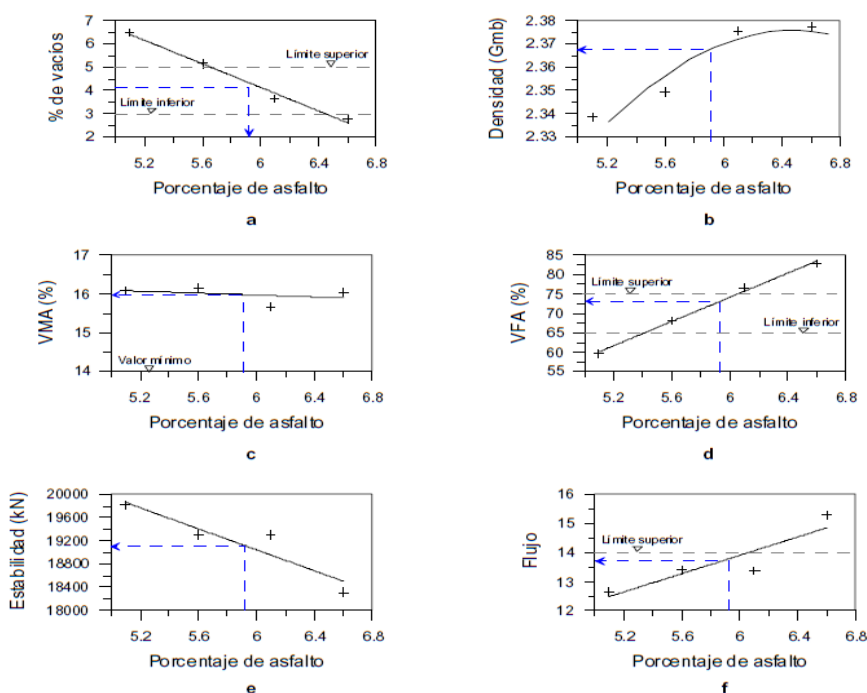 % de vacíos
7
6
5
4
3
2
Límite superior
Límite inferior
5.2 5.6 6 6.4 6.8
Porcentaje de asfalto
a
Densidad (Gmb)
2.38
2.38
2.37
2.36
2.35
2.34
2.33
2.33
5.2 5.6 6 6.4 6.8
Porcentaje de asfalto
b
VMA (%)
17
16
15
14
Valor mínimo
5.2 5.6 6 6.4 6.8
Porcentaje de asfalto
c
VFA (%)
85
80
75
70
65
60
55
Límite superior
Límite inferior
5.2 5.6 6 6.4 6.8
Porcentaje de asfalto
d
Estabilidad (kN)
20000
19600
19200
18800
18400
18000
5.2 5.6 6 6.4 6.8
Porcentaje de asfalto
e
Flujo
16
15
14
13
12
Límite superior
5.2 5.6 6 6.4 6.8
Porcentaje de asfalto
f